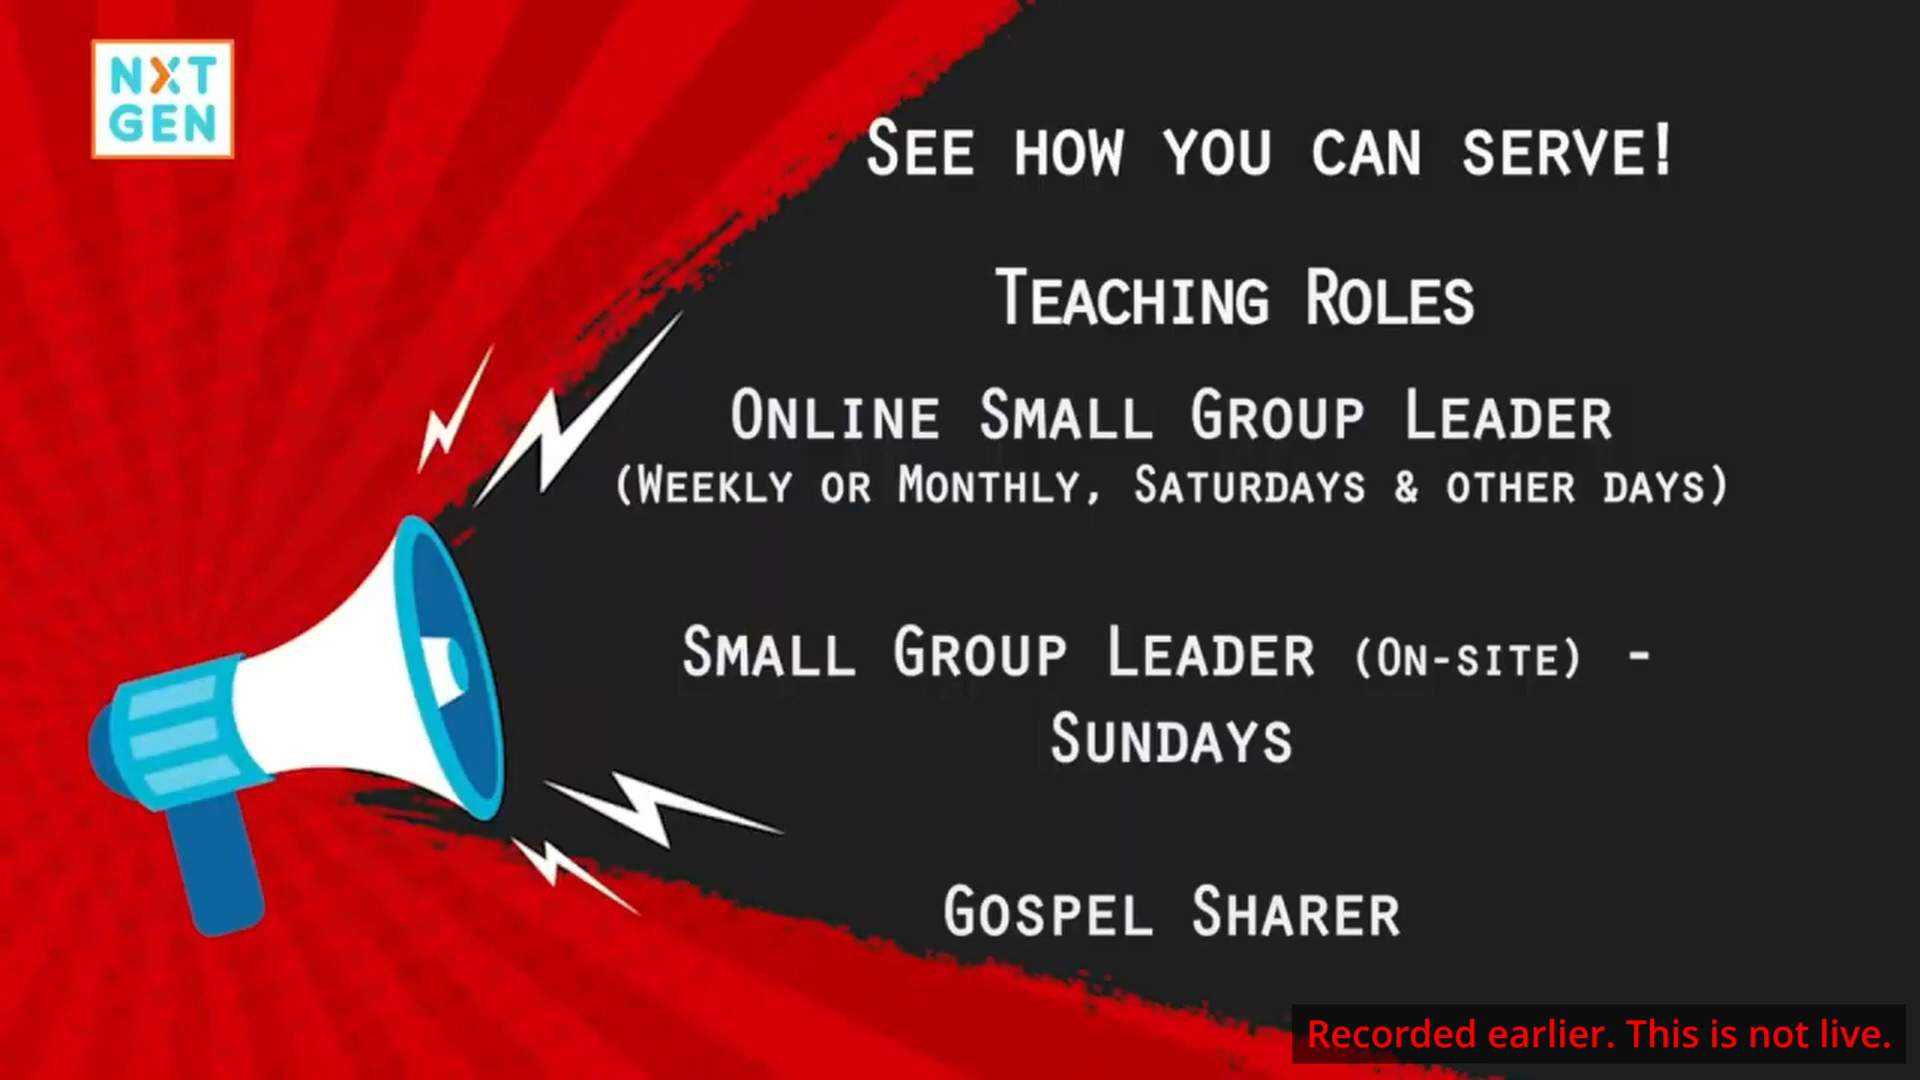 NXT
GEN
See how you can serve!
Teaching Roles
Online Small Group Leader
(Weekly or Monthly, Saturdays & other days)
Small Group Leader (On-site) -
Sundays
Gospel Sharer
Recorded earlier. This is not live.